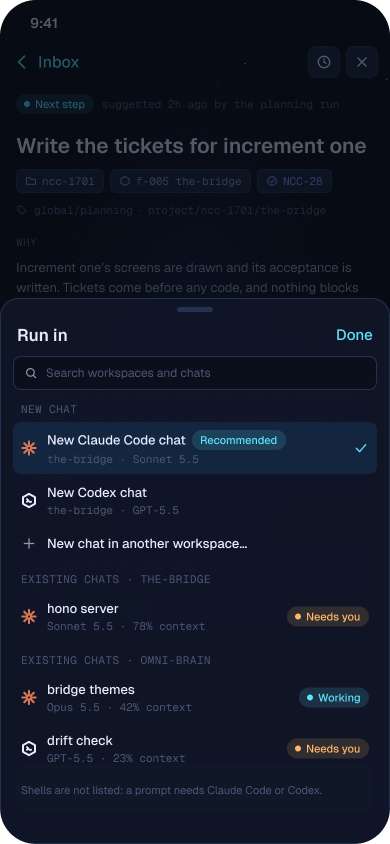 9:41
Inbox
Next step suggested 2h ago by the planning run
Write the tickets for increment one
ncc-1701 f-005 the-bridge NCC-28
global/planning · project/ncc-1701/the-bridge
WHY
Increment one's screens are drawn and its acceptance is
written. Tickets come before any code, and nothing blocks
Run in Done
Search workspaces and chats
NEW CHAT
New Claude Code chat Recommended
the-bridge · Sonnet 5.5
New Codex chat
the-bridge · GPT-5.5
New chat in another workspace…
EXISTING CHATS · THE-BRIDGE
hono server
Sonnet 5.5 · 78% context
Needs you
EXISTING CHATS · OMNI-BRAIN
bridge themes
Opus 5.5 · 42% context
Working
drift check
GPT-5.5 · 23% context
Needs you
Shells are not listed: a prompt needs Claude Code or Codex.